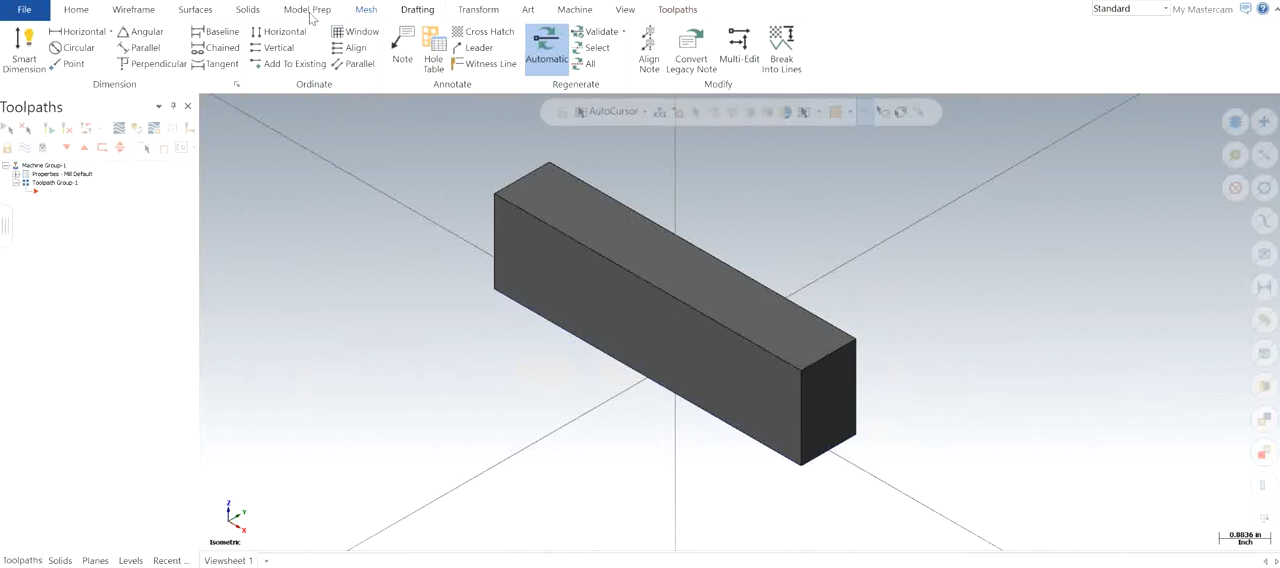 File Home Wireframe Surfaces Solids Model Prep Mesh Drafting Transform Art Machine View Toolpaths Standard My Mastercam
Smart Dimension
Horizontal Angular Baseline
Circular Parallel Chained
Point Perpendicular Tangent
Dimension
Horizontal Window
Vertical Align
Add To Existing Parallel
Ordinate
Note
Hole Table
Cross Hatch
Leader
Witness Line
Annotate
Automatic
Validate
Select
All
Regenerate
Align Note
Convert Legacy Note
Multi-Edit
Break Into Lines
Modify
Toolpaths
AutoCursor
Machine Group-1
Properties - Mill Default
Toolpath Group-1
Z
Y
X
Isometric
0.8836 in
Inch
Toolpaths Solids Planes Levels Recent ... Viewsheet 1 +